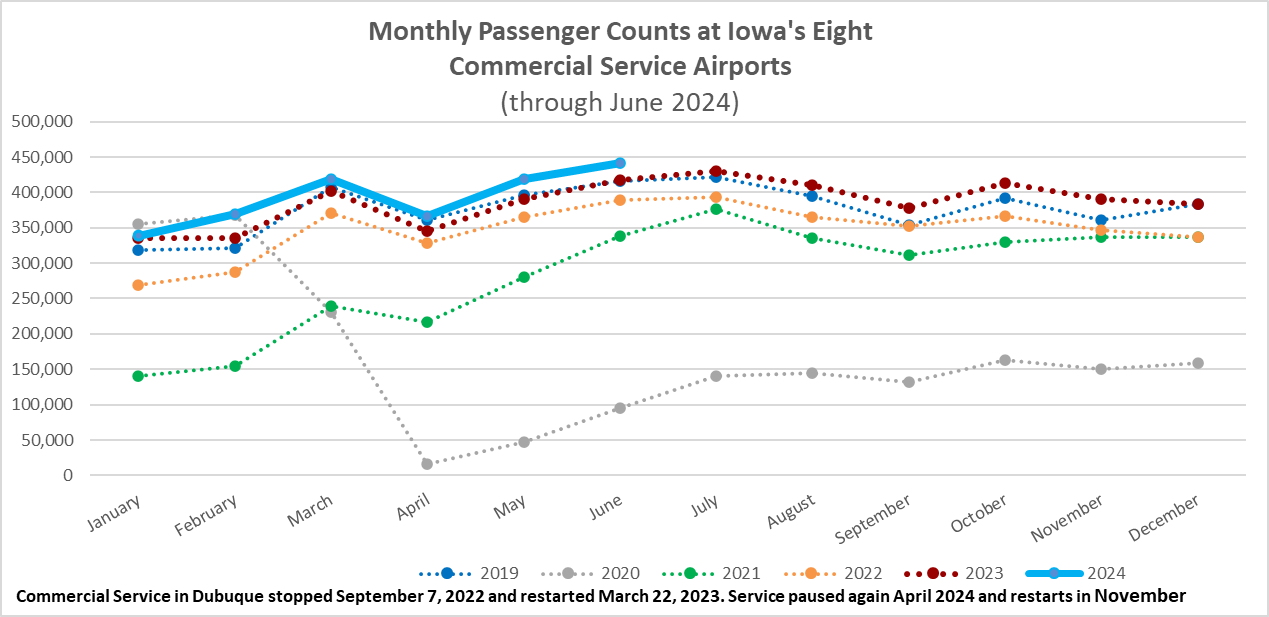 Monthly Passenger Counts at Iowa's Eight
Commercial Service Airports
(through June 2024)
500,000
450,000
400,000
350,000
300,000
250,000
200,000
150,000
100,000
50,000
0
January
February
March
April
May
June
July
August
September
October
November
December
2019
2020
2021
2022
2023
2024
Commercial Service in Dubuque stopped September 7, 2022 and restarted March 22, 2023. Service paused again April 2024 and restarts in November